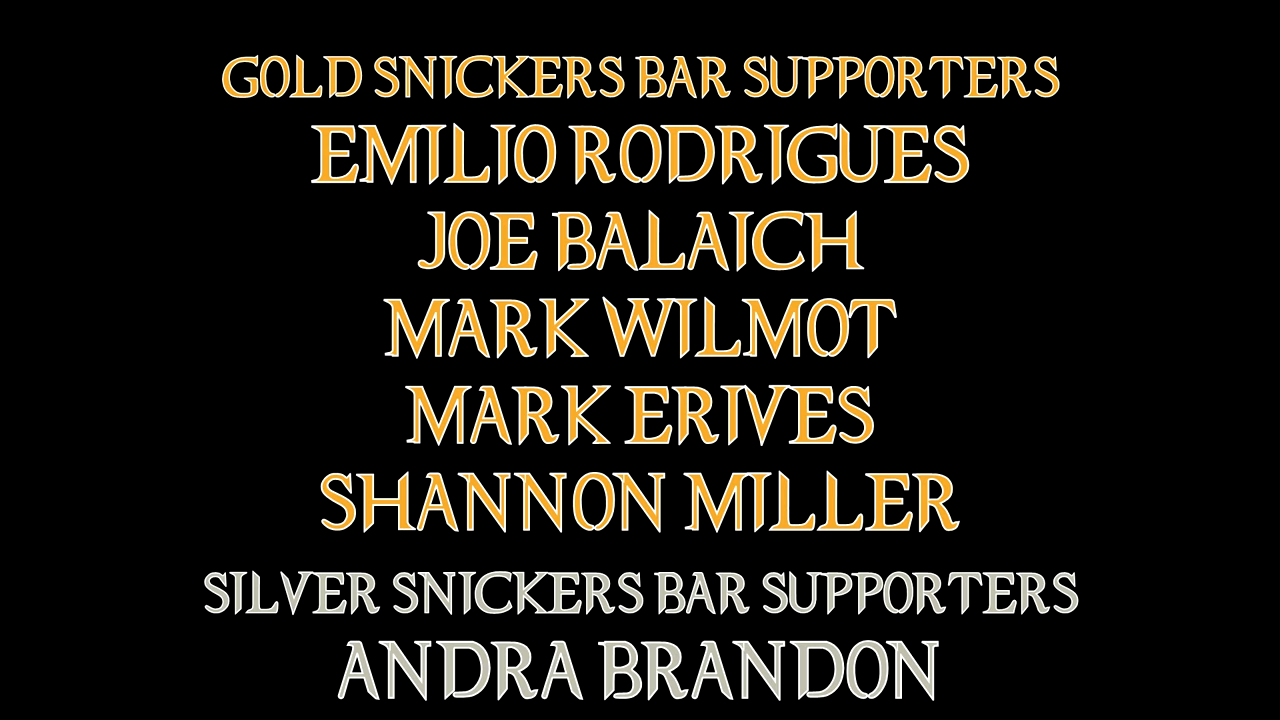 GOLD SNICKERS BAR SUPPORTERS
EMILIO RODRIGUES
JOE BALAICH
MARK WILMOT
MARK ERIVES
SHANNON MILLER
SILVER SNICKERS BAR SUPPORTERS
ANDRA BRANDON